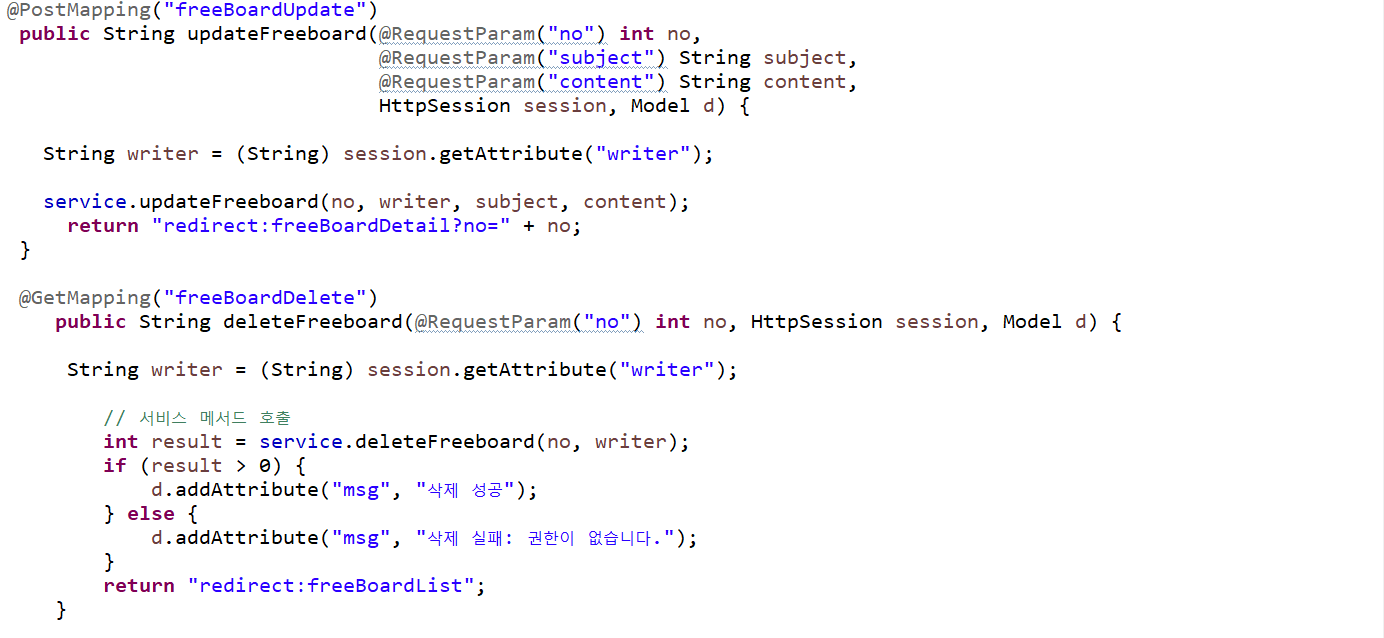 @PostMapping("freeBoardUpdate")
public String updateFreeboard(@RequestParam("no") int no,
@RequestParam("subject") String subject,
@RequestParam("content") String content,
HttpSession session, Model d) {
String writer = (String) session.getAttribute("writer");
service.updateFreeboard(no, writer, subject, content);
return "redirect:freeBoardDetail?no=" + no;
}
@GetMapping("freeBoardDelete")
public String deleteFreeboard(@RequestParam("no") int no, HttpSession session, Model d) {
String writer = (String) session.getAttribute("writer");
// 서비스 메서드 호출
int result = service.deleteFreeboard(no, writer);
if (result > 0) {
d.addAttribute("msg", "삭제 성공");
} else {
d.addAttribute("msg", "삭제 실패: 권한이 없습니다.");
}
return "redirect:freeBoardList";
}